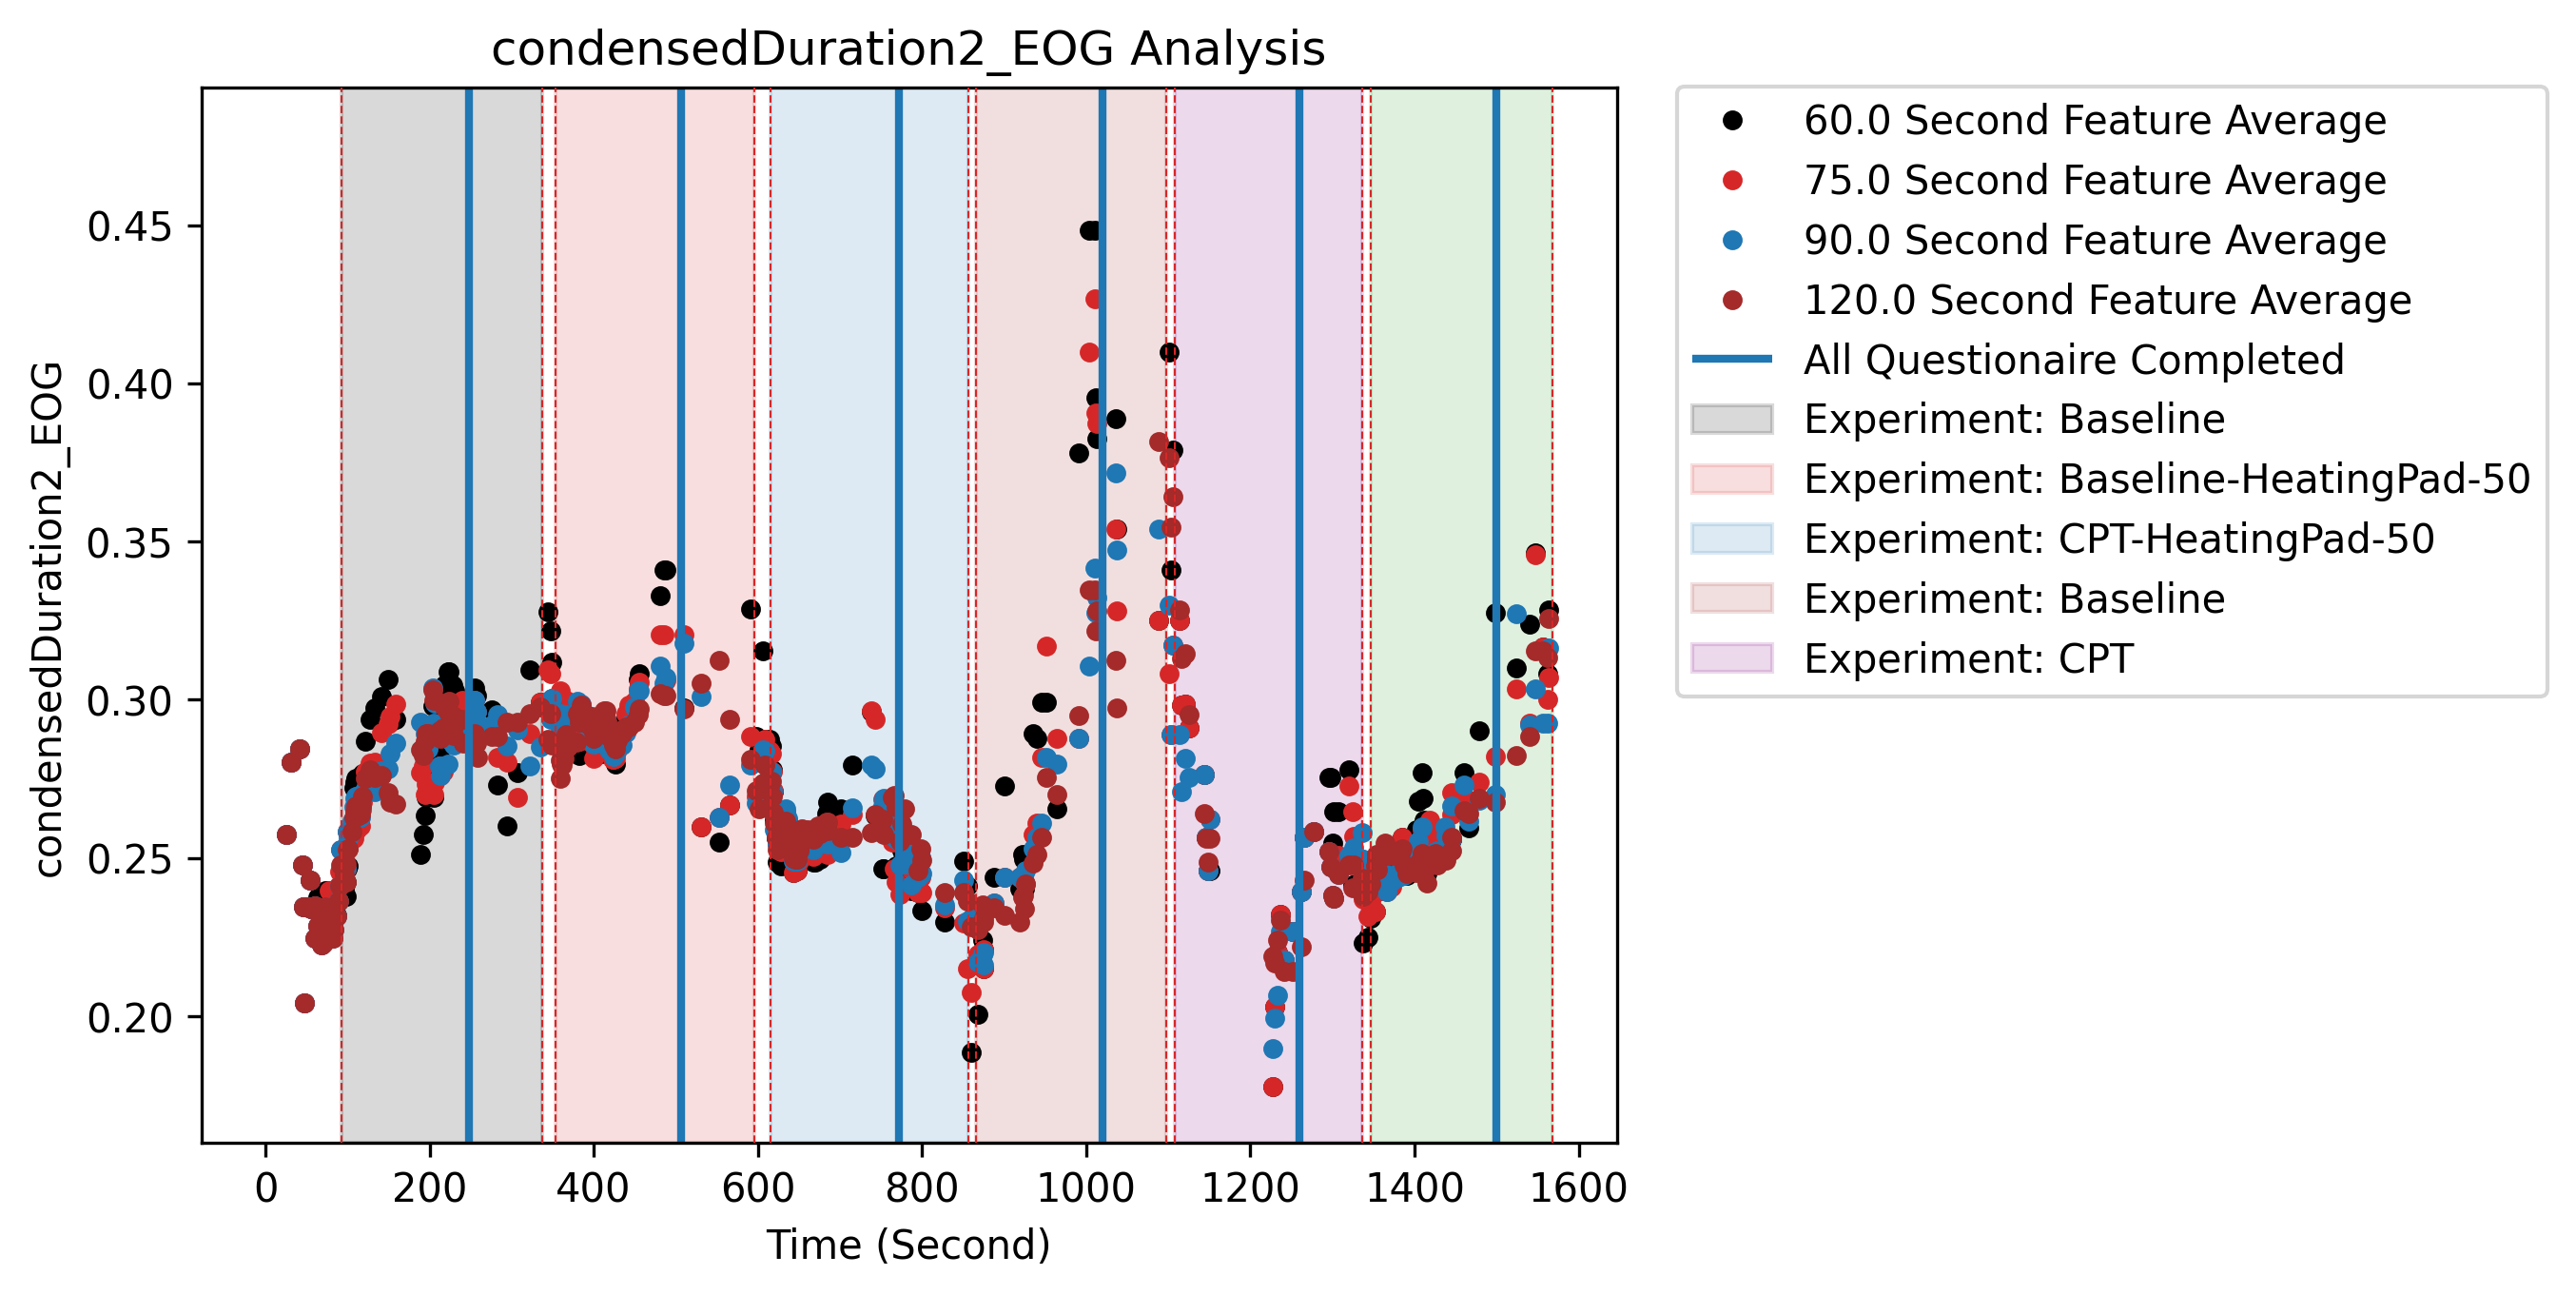 condensedDuration2_EOG Analysis
condensedDuration2_EOG
0.45
0.40
0.35
0.30
0.25
0.20
0 200 400 600 800 1000 1200 1400 1600
Time (Second)
60.0 Second Feature Average
75.0 Second Feature Average
90.0 Second Feature Average
120.0 Second Feature Average
All Questionaire Completed
Experiment: Baseline
Experiment: Baseline-HeatingPad-50
Experiment: CPT-HeatingPad-50
Experiment: Baseline
Experiment: CPT